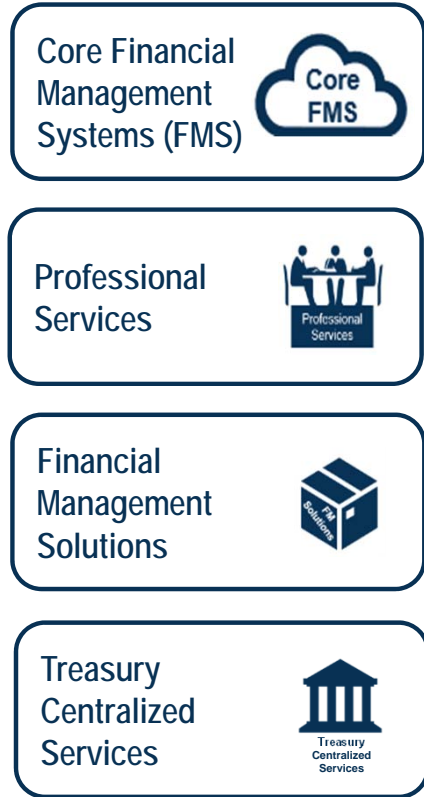 Core Financial
Management
Systems (FMS)
Core
FMS
Professional
Services
Professional
Services
Financial
Management
Solutions
FM
Solutions
Treasury
Centralized
Services
Treasury
Centralized
Services